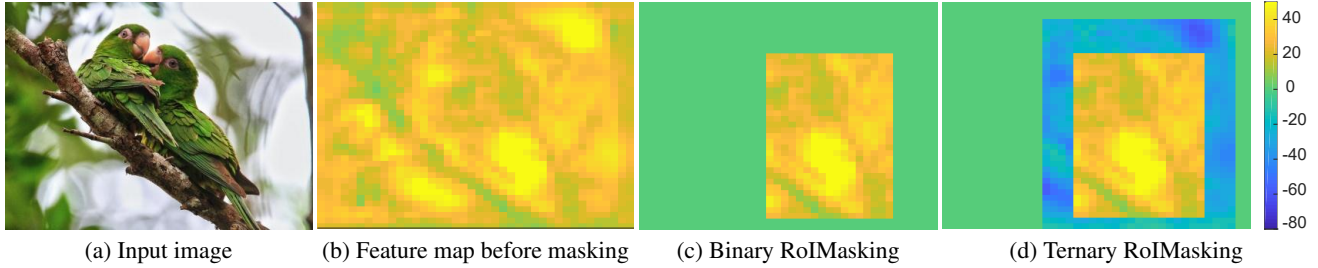 40
20
0
-20
-40
-60
-80
(a) Input image
(b) Feature map before masking
(c) Binary RoIMasking
(d) Ternary RoIMasking